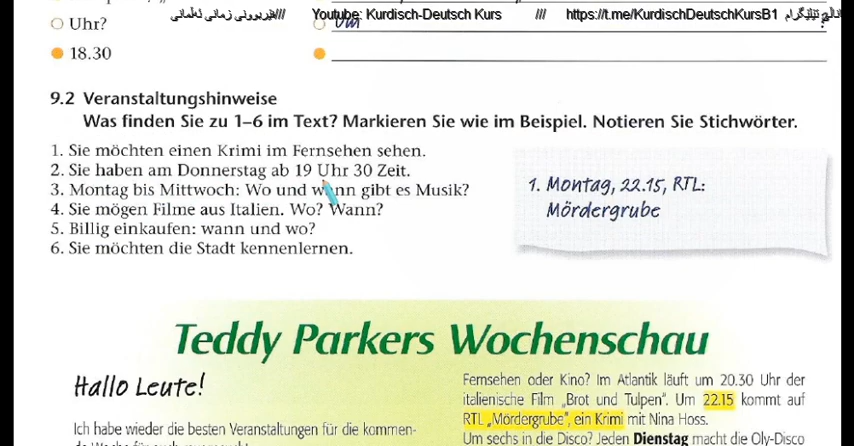 Uhr?
فێربوونی زمانی ئەڵمانی /// Youtube: Kurdisch-Deutsch Kurs /// https://t.me/KurdischDeutschKursB1
Um ?
18.30
9.2 Veranstaltungshinweise
Was finden Sie zu 1–6 im Text? Markieren Sie wie im Beispiel. Notieren Sie Stichwörter.
1. Sie möchten einen Krimi im Fernsehen sehen.
2. Sie haben am Donnerstag ab 19 Uhr 30 Zeit.
3. Montag bis Mittwoch: Wo und wann gibt es Musik?
4. Sie mögen Filme aus Italien. Wo? Wann?
5. Billig einkaufen: wann und wo?
6. Sie möchten die Stadt kennenlernen.
1. Montag, 22.15, RTL:
Mördergrube
Teddy Parkers Wochenschau
Hallo Leute!
Ich habe wieder die besten Veranstaltungen für die kommen-
Fernsehen oder Kino? Im Atlantik läuft um 20.30 Uhr der
italienische Film „Brot und Tulpen“. Um 22.15 kommt auf
RTL „Mördergrube“, ein Krimi mit Nina Hoss.
Um sechs in die Disco? Jeden Dienstag macht die Oly-Disco